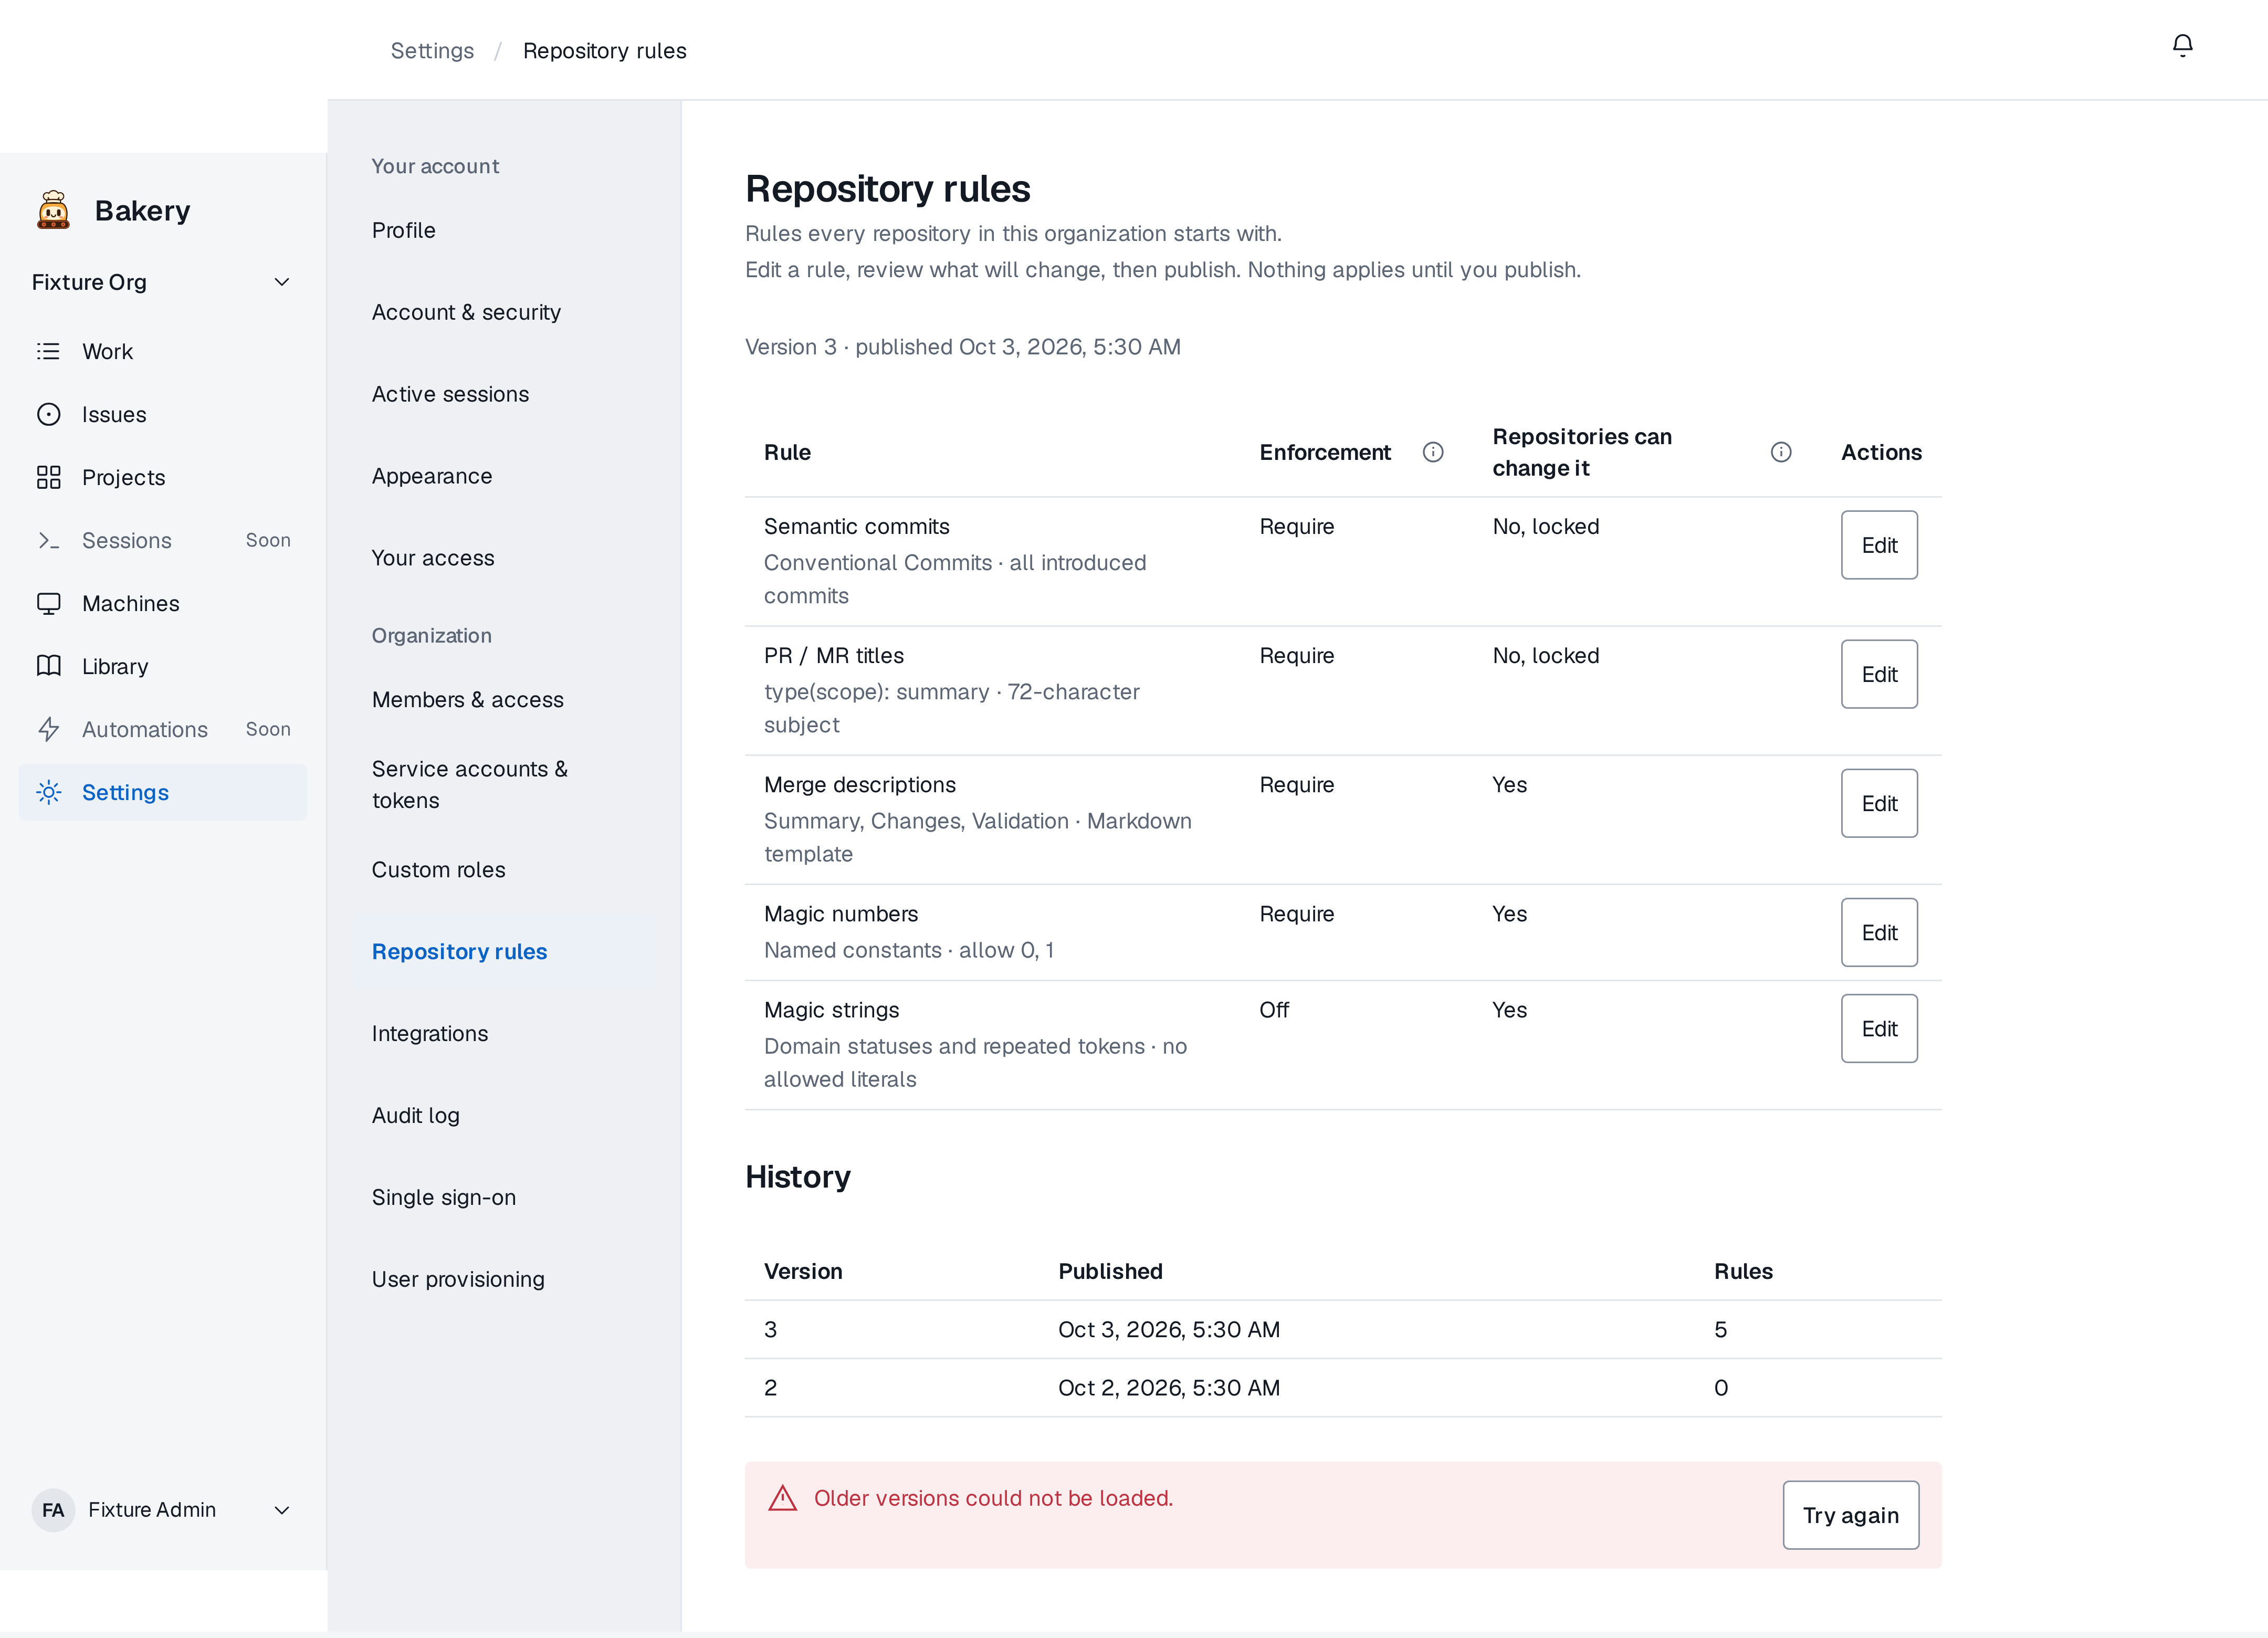 Settings / Repository rules
Bakery
Fixture Org
Work
Issues
Projects
Sessions Soon
Machines
Library
Automations Soon
Settings
FA Fixture Admin
Your account
Profile
Account & security
Active sessions
Appearance
Your access
Organization
Members & access
Service accounts &
tokens
Custom roles
Repository rules
Integrations
Audit log
Single sign-on
User provisioning
Repository rules
Rules every repository in this organization starts with.
Edit a rule, review what will change, then publish. Nothing applies until you publish.
Version 3 · published Oct 3, 2026, 5:30 AM
Rule Enforcement Repositories can
change it Actions
Semantic commits Require No, locked Edit
Conventional Commits · all introduced
commits
PR / MR titles Require No, locked Edit
type(scope): summary · 72-character
subject
Merge descriptions Require Yes Edit
Summary, Changes, Validation · Markdown
template
Magic numbers Require Yes Edit
Named constants · allow 0, 1
Magic strings Off Yes Edit
Domain statuses and repeated tokens · no
allowed literals
History
Version Published Rules
3 Oct 3, 2026, 5:30 AM 5
2 Oct 2, 2026, 5:30 AM 0
Older versions could not be loaded. Try again